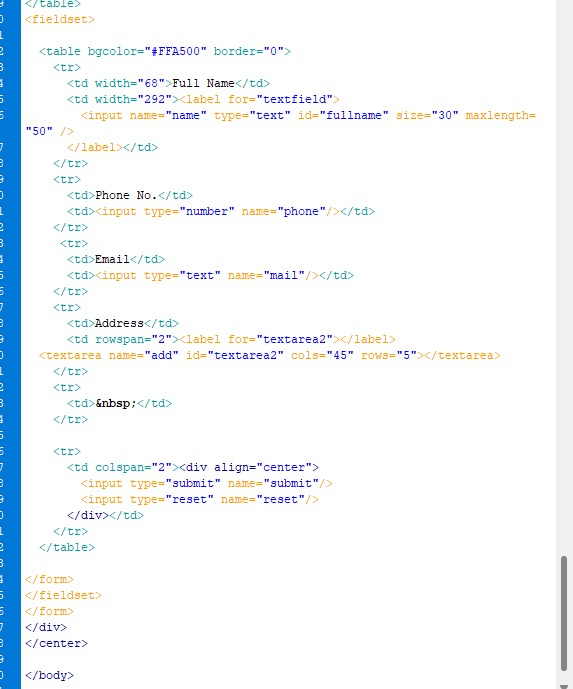 </table>
<fieldset>
<table bgcolor="#FFA500" border="0">
<tr>
<td width="68">Full Name</td>
<td width="292"><label for="textfield">
<input name="name" type="text" id="fullname" size="30" maxlength=
"50" />
</label></td>
</tr>
<tr>
<td>Phone No.</td>
<td><input type="number" name="phone"/></td>
</tr>
<tr>
<td>Email</td>
<td><input type="text" name="mail"/></td>
</tr>
<tr>
<td>Address</td>
<td rowspan="2"><label for="textarea2"></label>
<textarea name="add" id="textarea2" cols="45" rows="5"></textarea>
</tr>
<tr>
<td>&nbsp;</td>
</tr>
<tr>
<td colspan="2"><div align="center">
<input type="submit" name="submit"/>
<input type="reset" name="reset"/>
</div></td>
</tr>
</table>
</form>
</fieldset>
</form>
</div>
</center>
</body>